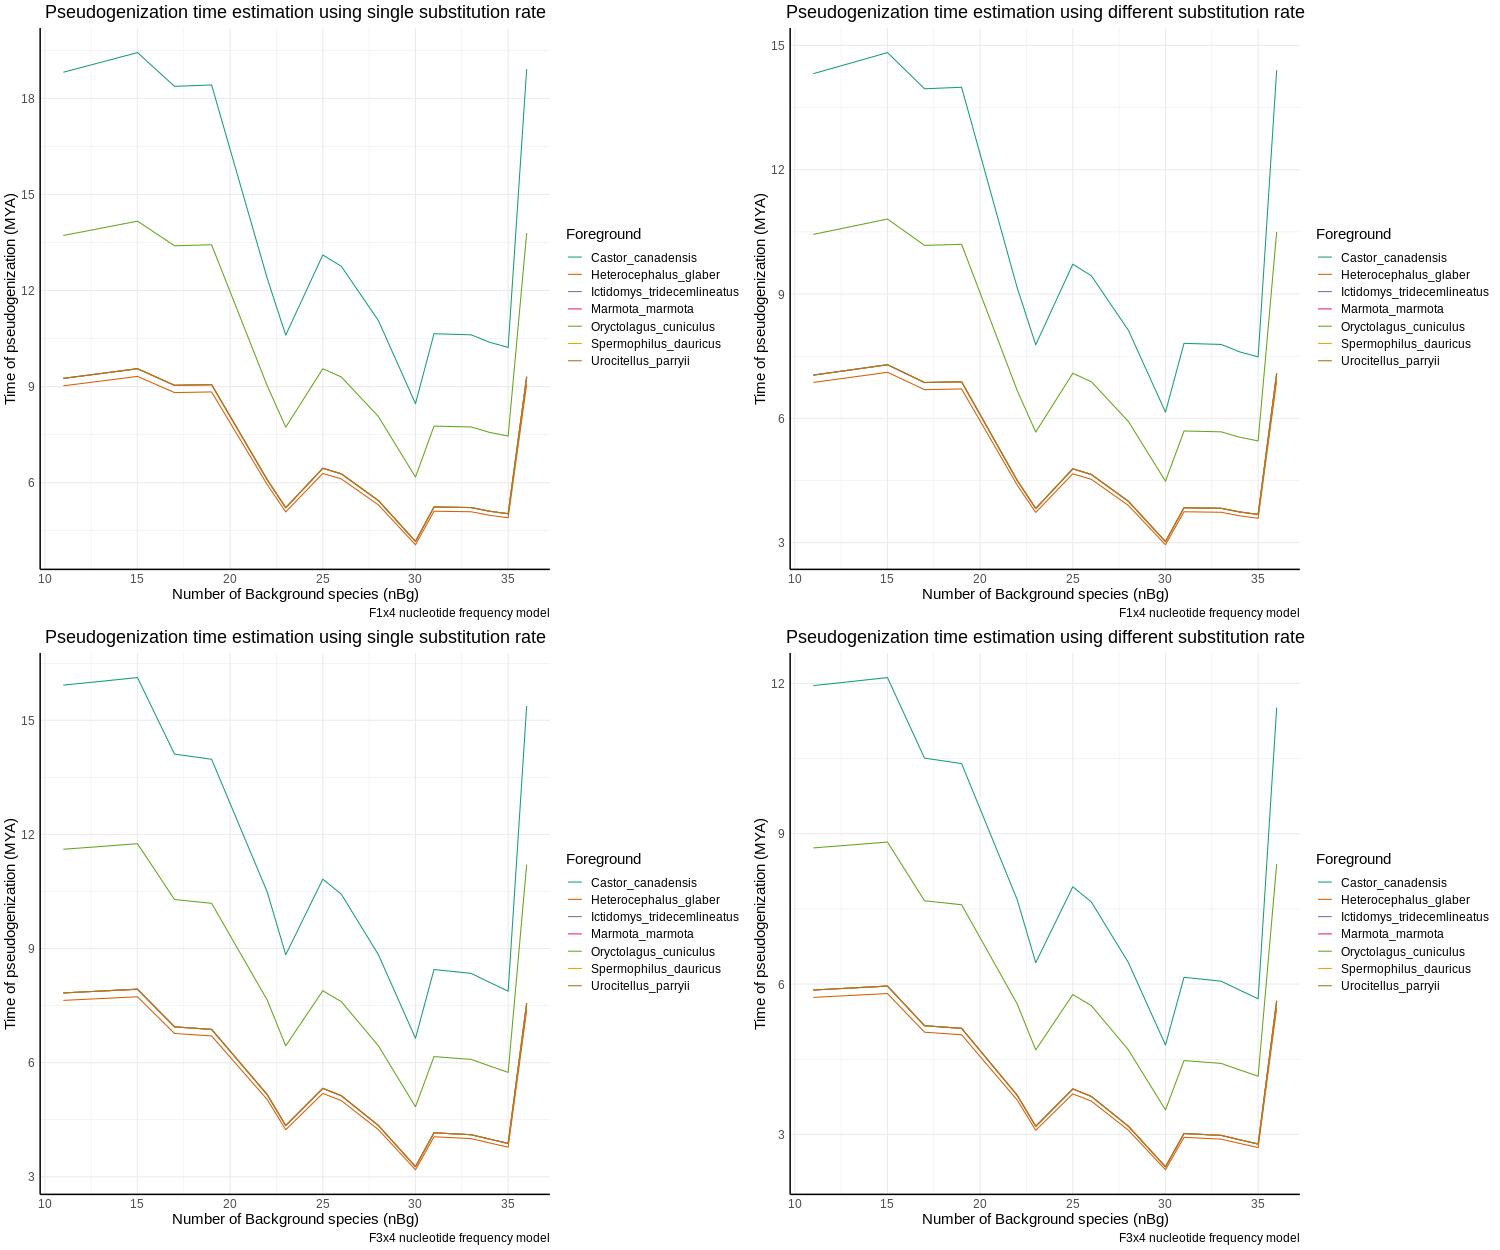 Pseudogenization time estimation using single substitution rate
Time of pseudogenization (MYA)
18
15
12
9
6
10 15 20 25 30 35
Number of Background species (nBg)
F1x4 nucleotide frequency model
Foreground
Castor_canadensis
Heterocephalus_glaber
Ictidomys_tridecemlineatus
Marmota_marmota
Oryctolagus_cuniculus
Spermophilus_dauricus
Urocitellus_parryii
Pseudogenization time estimation using different substitution rate
Time of pseudogenization (MYA)
15
12
9
6
3
10 15 20 25 30 35
Number of Background species (nBg)
F1x4 nucleotide frequency model
Foreground
Castor_canadensis
Heterocephalus_glaber
Ictidomys_tridecemlineatus
Marmota_marmota
Oryctolagus_cuniculus
Spermophilus_dauricus
Urocitellus_parryii
Pseudogenization time estimation using single substitution rate
Time of pseudogenization (MYA)
15
12
9
6
3
10 15 20 25 30 35
Number of Background species (nBg)
F3x4 nucleotide frequency model
Foreground
Castor_canadensis
Heterocephalus_glaber
Ictidomys_tridecemlineatus
Marmota_marmota
Oryctolagus_cuniculus
Spermophilus_dauricus
Urocitellus_parryii
Pseudogenization time estimation using different substitution rate
Time of pseudogenization (MYA)
12
9
6
3
10 15 20 25 30 35
Number of Background species (nBg)
F3x4 nucleotide frequency model
Foreground
Castor_canadensis
Heterocephalus_glaber
Ictidomys_tridecemlineatus
Marmota_marmota
Oryctolagus_cuniculus
Spermophilus_dauricus
Urocitellus_parryii